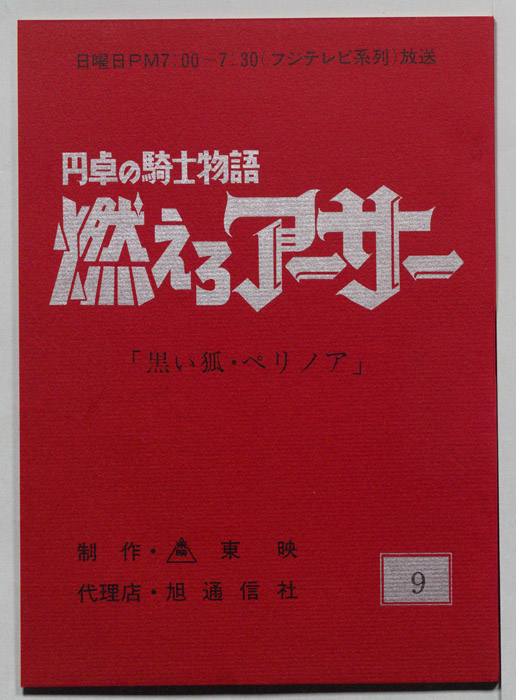 日曜日PM7:00~7:30(フジテレビ系列)放送
円卓の騎士物語
燃えろアーサー
「黒い狐・ペリノア」
制作・東映
代理店・旭通信社
9